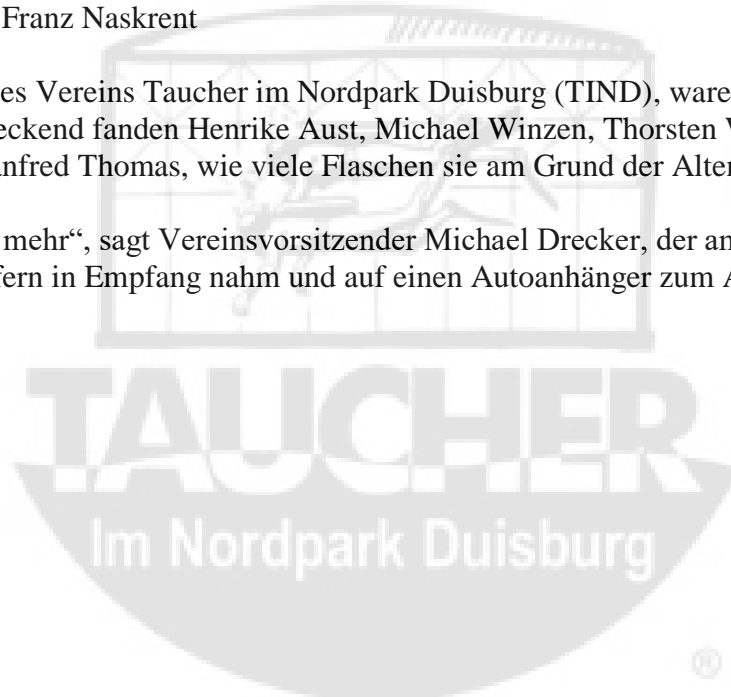 Franz Naskrent
es Vereins Taucher im Nordpark Duisburg (TIND), ware
eckend fanden Henrike Aust, Michael Winzen, Thorsten
nfred Thomas, wie viele Flaschen sie am Grund der Alter
mehr“, sagt Vereinsvorsitzender Michael Drecker, der an
fern in Empfang nahm und auf einen Autoanhänger zum A
TAUCHER
Im Nordpark Duisburg
®